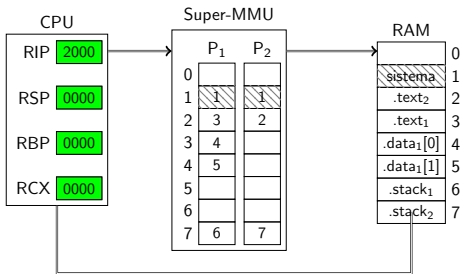 CPU
RIP 2000
RSP 0000
RBP 0000
RCX 0000
Super-MMU
P1 P2
0
1 1 1
2 3 2
3 4
4 5
5
6
7 6 7
RAM
0
sistema 1
.text2 2
.text1 3
.data1[0] 4
.data1[1] 5
.stack1 6
.stack2 7